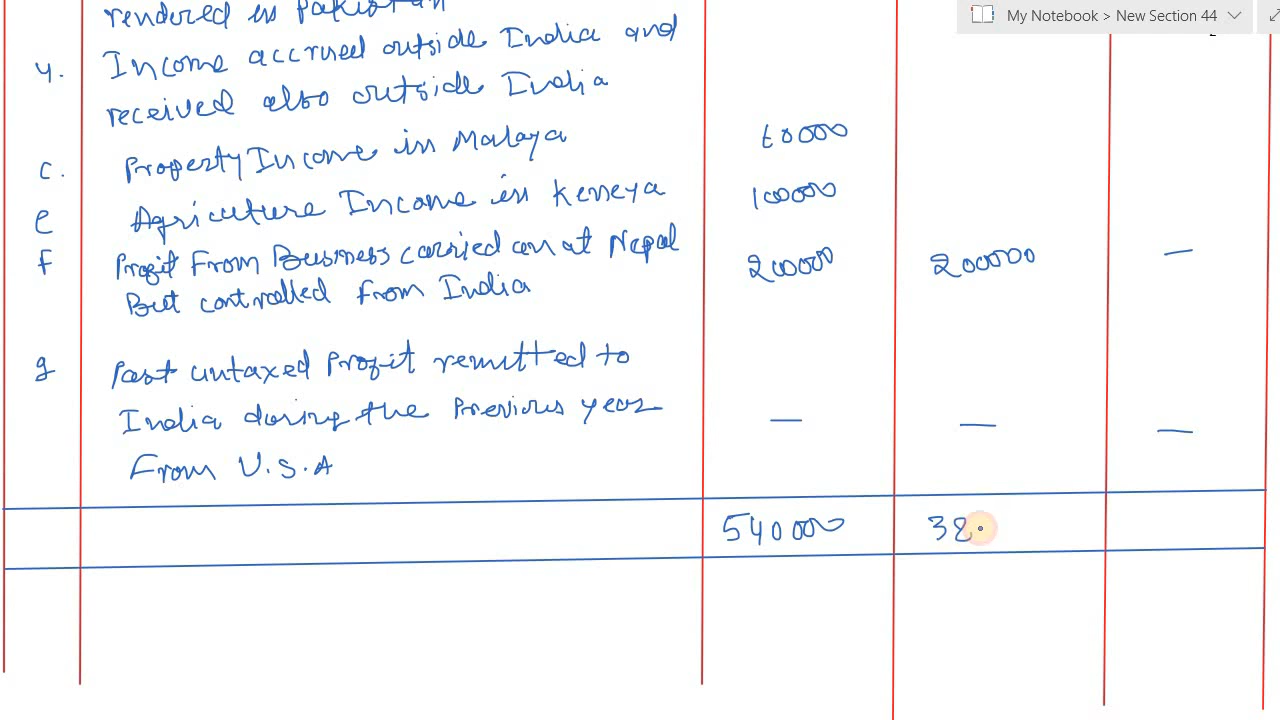 My Notebook > New Section 44
rendered in Pakistan
4. Income accrued outside India and
received also outside India
c. Property Income in Malaya 60000
e Agriculture Income in Keneya 100000
f Profit From Business carried on at Nepal 200000 200000 —
But controlled from India
g Past untaxed Profit remitted to
India during the Previous year — — —
From U.S.A
540000 38